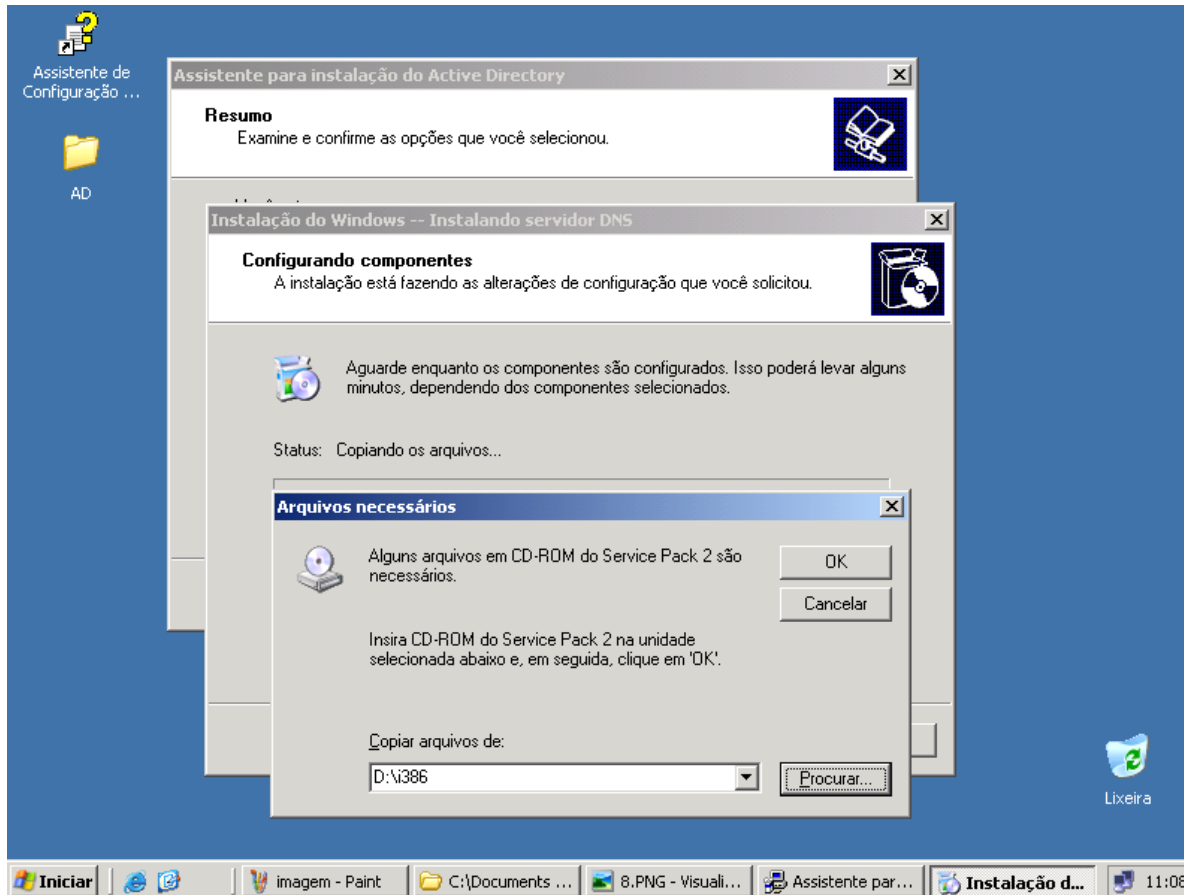 Assistente de
Configuração ...
AD
Assistente para instalação do Active Directory
Resumo
Examine e confirme as opções que você selecionou.
Instalação do Windows -- Instalando servidor DNS
Configurando componentes
A instalação está fazendo as alterações de configuração que você solicitou.
Aguarde enquanto os componentes são configurados. Isso poderá levar alguns
minutos, dependendo dos componentes selecionados.
Status: Copiando os arquivos...
Arquivos necessários
Alguns arquivos em CD-ROM do Service Pack 2 são
necessários.
OK
Cancelar
Insira CD-ROM do Service Pack 2 na unidade
selecionada abaixo e, em seguida, clique em 'OK'.
Copiar arquivos de:
D:\i386
Procurar...
Lixeira
Iniciar
imagem - Paint
C:\Documents ...
8.PNG - Visuali...
Assistente par...
Instalação d...
11:08